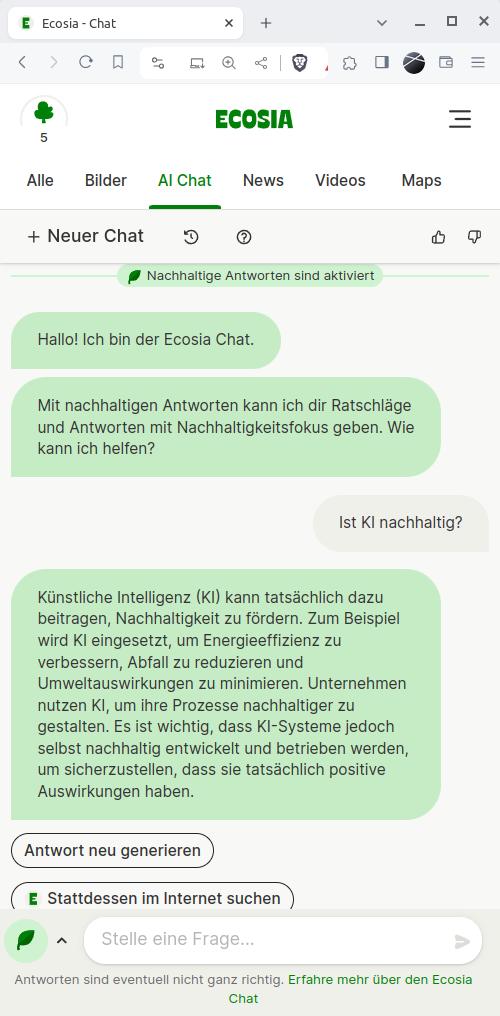 Ecosia - Chat
5
ECOSIA
Alle Bilder AI Chat News Videos Maps
+ Neuer Chat
Nachhaltige Antworten sind aktiviert
Hallo! Ich bin der Ecosia Chat.
Mit nachhaltigen Antworten kann ich dir Ratschläge
und Antworten mit Nachhaltigkeitsfokus geben. Wie
kann ich helfen?
Ist KI nachhaltig?
Künstliche Intelligenz (KI) kann tatsächlich dazu
beitragen, Nachhaltigkeit zu fördern. Zum Beispiel
wird KI eingesetzt, um Energieeffizienz zu
verbessern, Abfall zu reduzieren und
Umweltauswirkungen zu minimieren. Unternehmen
nutzen KI, um ihre Prozesse nachhaltiger zu
gestalten. Es ist wichtig, dass KI-Systeme jedoch
selbst nachhaltig entwickelt und betrieben werden,
um sicherzustellen, dass sie tatsächlich positive
Auswirkungen haben.
Antwort neu generieren
Stattdessen im Internet suchen
Stelle eine Frage...
Antworten sind eventuell nicht ganz richtig. Erfahre mehr über den Ecosia
Chat